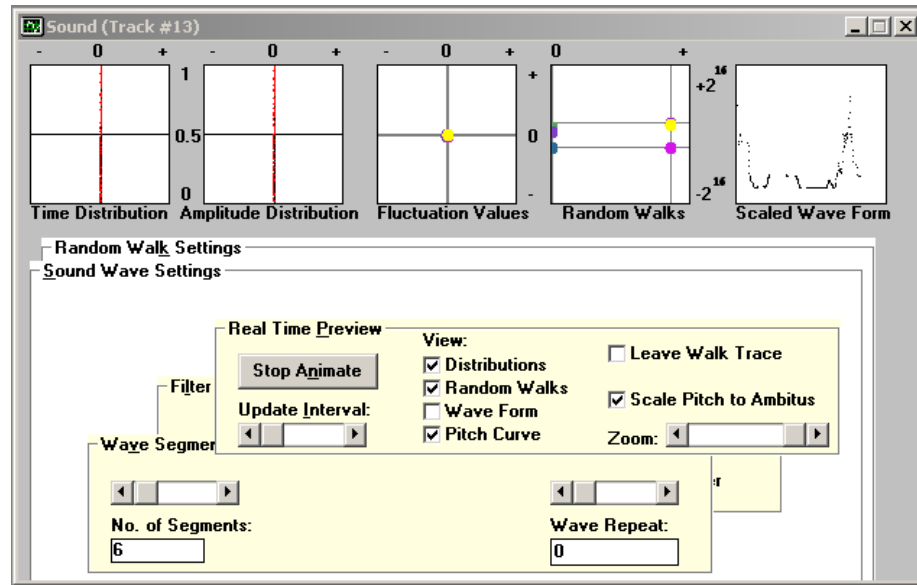 Sound (Track #13)
- 0 + - 0 + - 0 + 0 +
1
0.5
0
+
0
-
+2 16
-2 16
Time Distribution Amplitude Distribution Fluctuation Values Random Walks Scaled Wave Form
Random Walk Settings
Sound Wave Settings
Real Time Preview
Stop Animate
Update Interval:
View:
Distributions
Random Walks
Wave Form
Pitch Curve
Leave Walk Trace
Scale Pitch to Ambitus
Zoom:
Filter
Wave Segmen
No. of Segments:
6
Wave Repeat:
0